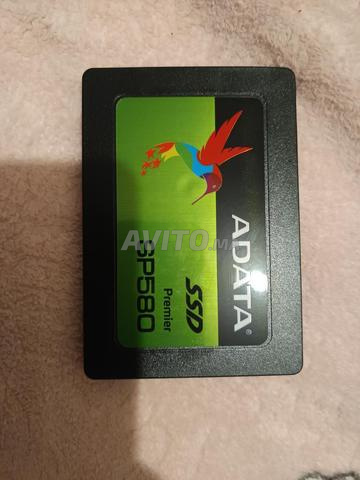 ADATA®
SSD
Premier
SP580
AVITO.ma